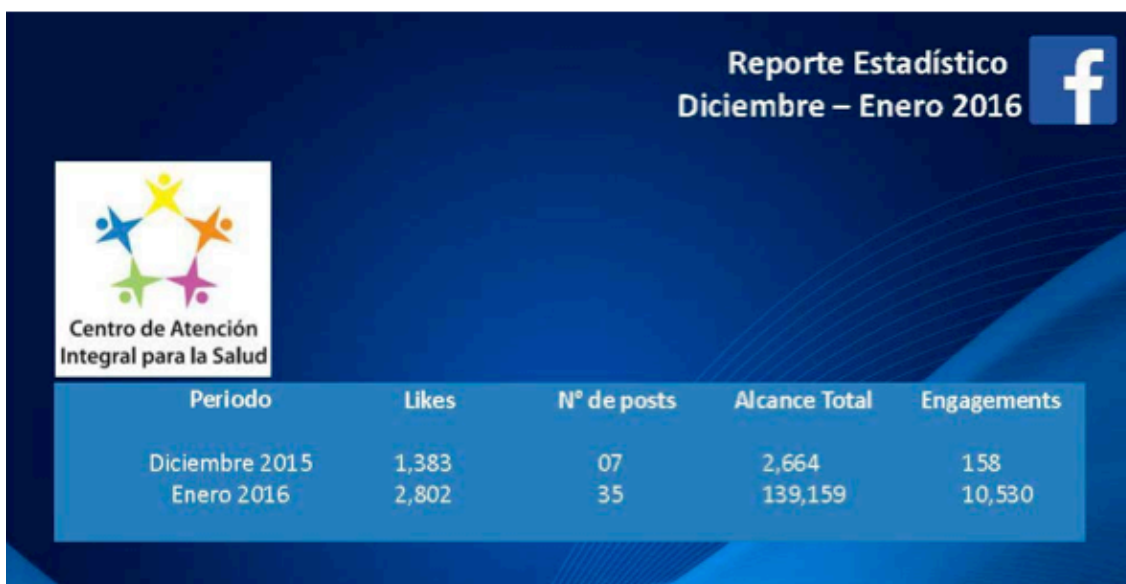 Reporte Estadístico
Diciembre – Enero 2016
f
Centro de Atención
Integral para la Salud
Periodo Likes N° de posts Alcance Total Engagements
Diciembre 2015 1,383 07 2,664 158
Enero 2016 2,802 35 139,159 10,530